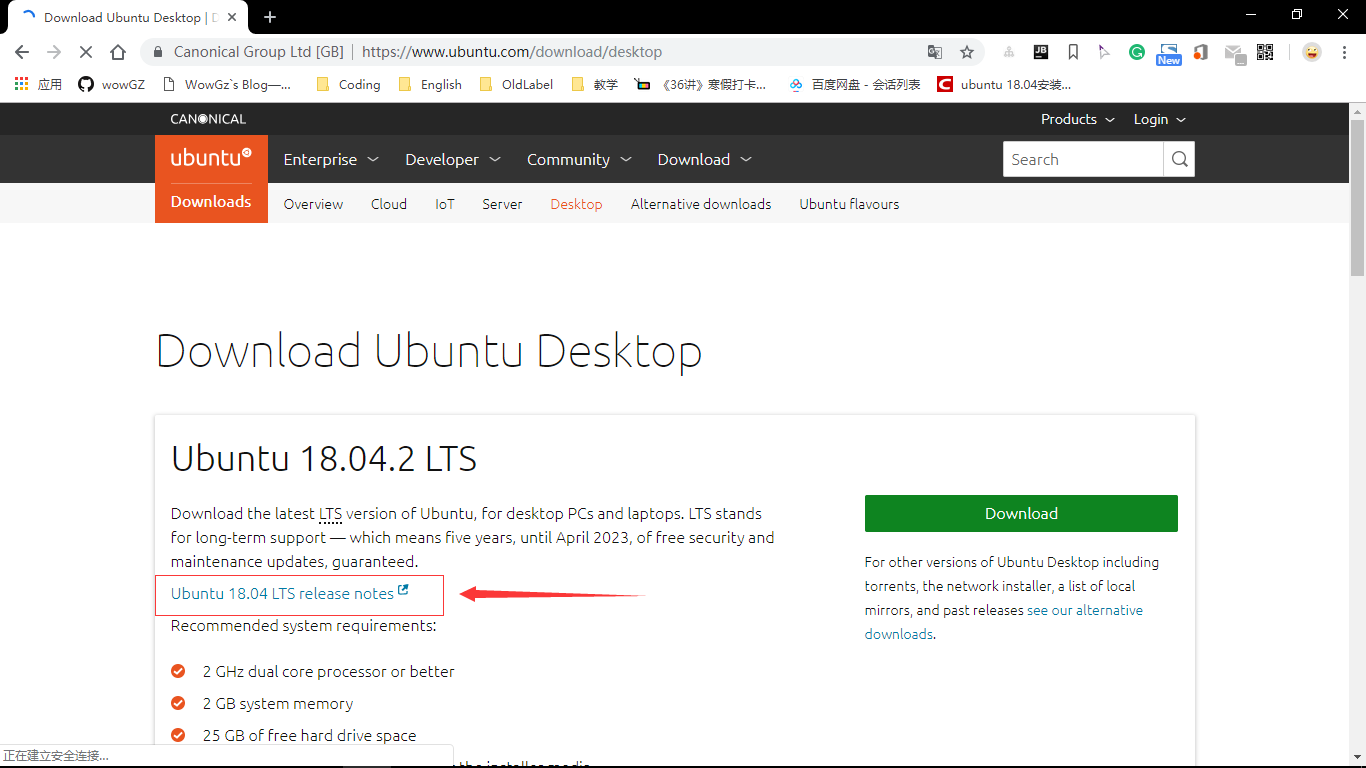 Download Ubuntu Desktop | D
Canonical Group Ltd [GB] | https://www.ubuntu.com/download/desktop
JB
New
应用
wowGZ
WowGz`s Blog—...
Coding
English
OldLabel
教学
《36讲》寒假打卡...
百度网盘 - 会话列表
ubuntu 18.04安装...
CANONICAL
Products
Login
ubuntu
Enterprise
Developer
Community
Download
Search
Downloads
Overview
Cloud
IoT
Server
Desktop
Alternative downloads
Ubuntu flavours
Download Ubuntu Desktop
Ubuntu 18.04.2 LTS
Download the latest LTS version of Ubuntu, for desktop PCs and laptops. LTS stands
for long-term support — which means five years, until April 2023, of free security and
maintenance updates, guaranteed.
Ubuntu 18.04 LTS release notes
Recommended system requirements:
2 GHz dual core processor or better
2 GB system memory
25 GB of free hard drive space
the installer media
Download
For other versions of Ubuntu Desktop including
torrents, the network installer, a list of local
mirrors, and past releases see our alternative
downloads.
正在建立安全连接...